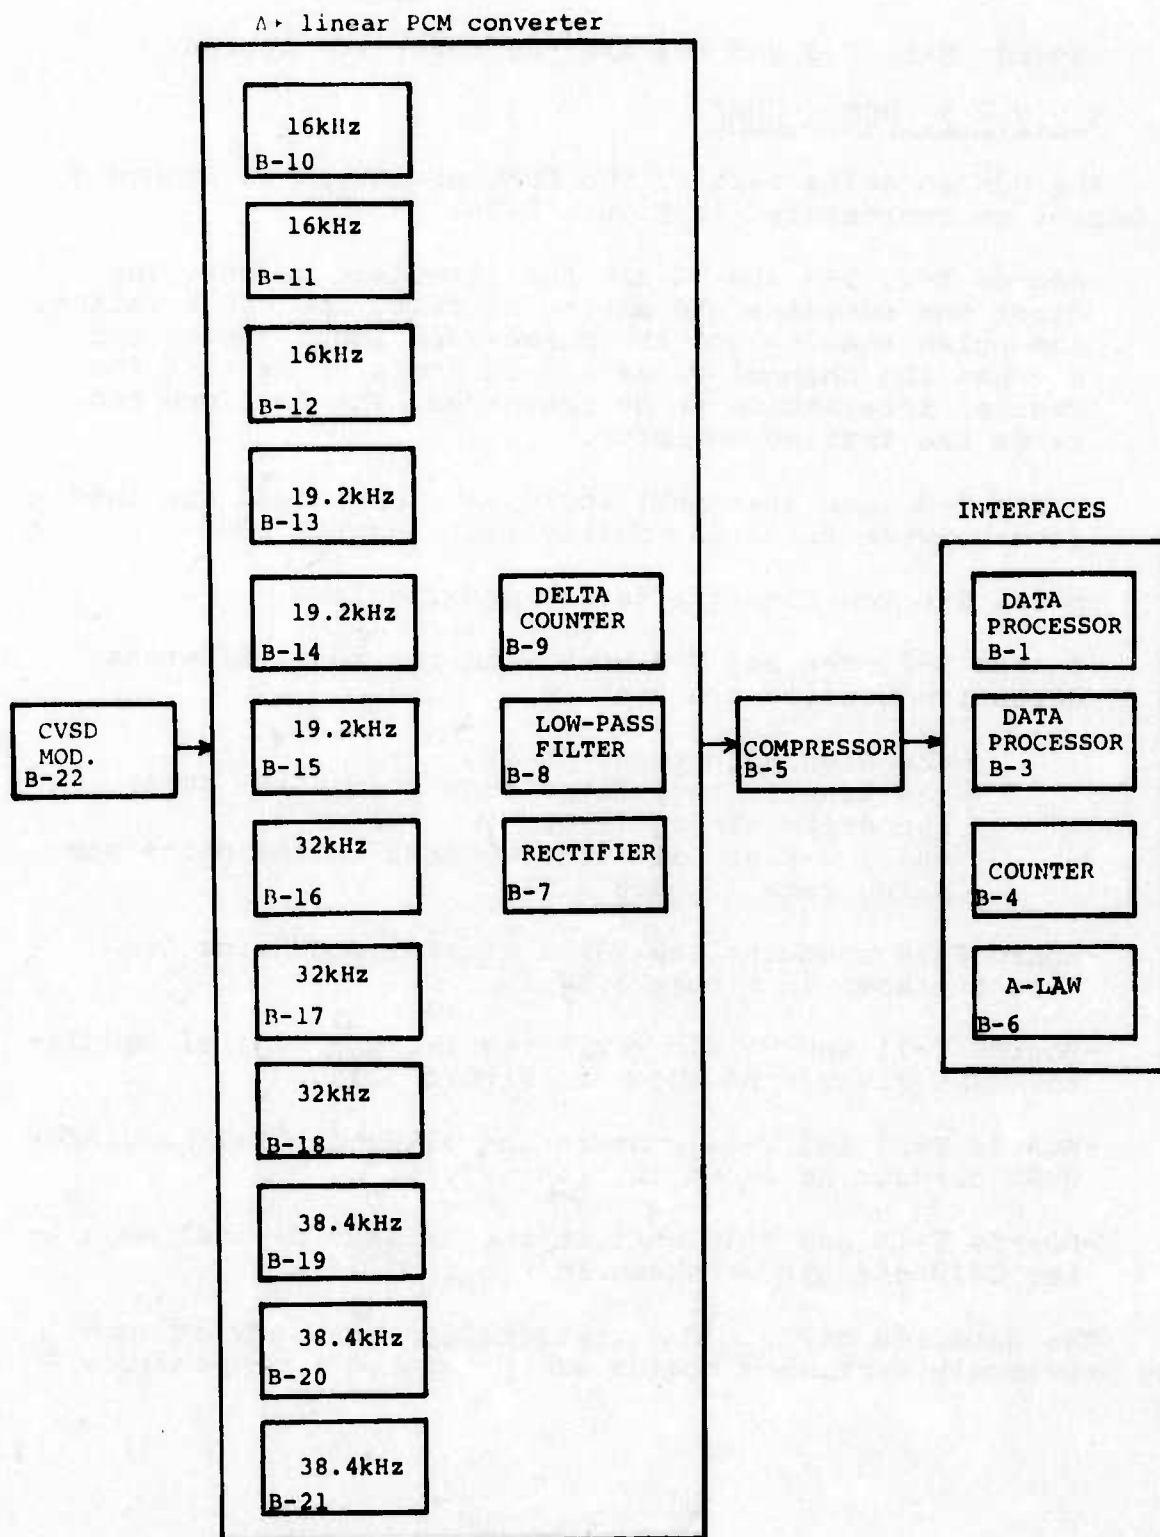 linear PCM converter
16kHz
B-10
16kHz
B-11
16kHz
B-12
19.2kHz
B-13
19.2kHz
B-14
19.2kHz
B-15
32kHz
B-16
32kHz
B-17
32kHz
B-18
38.4kHz
B-19
38.4kHz
B-20
38.4kHz
B-21
DELTA
COUNTER
B-9
LOW-PASS
FILTER
B-8
RECTIFIER
B-7
CVSD
MOD.
B-22
COMPRESSOR
B-5
INTERFACES
DATA
PROCESSOR
B-1
DATA
PROCESSOR
B-3
COUNTER
B-4
A-LAW
B-6